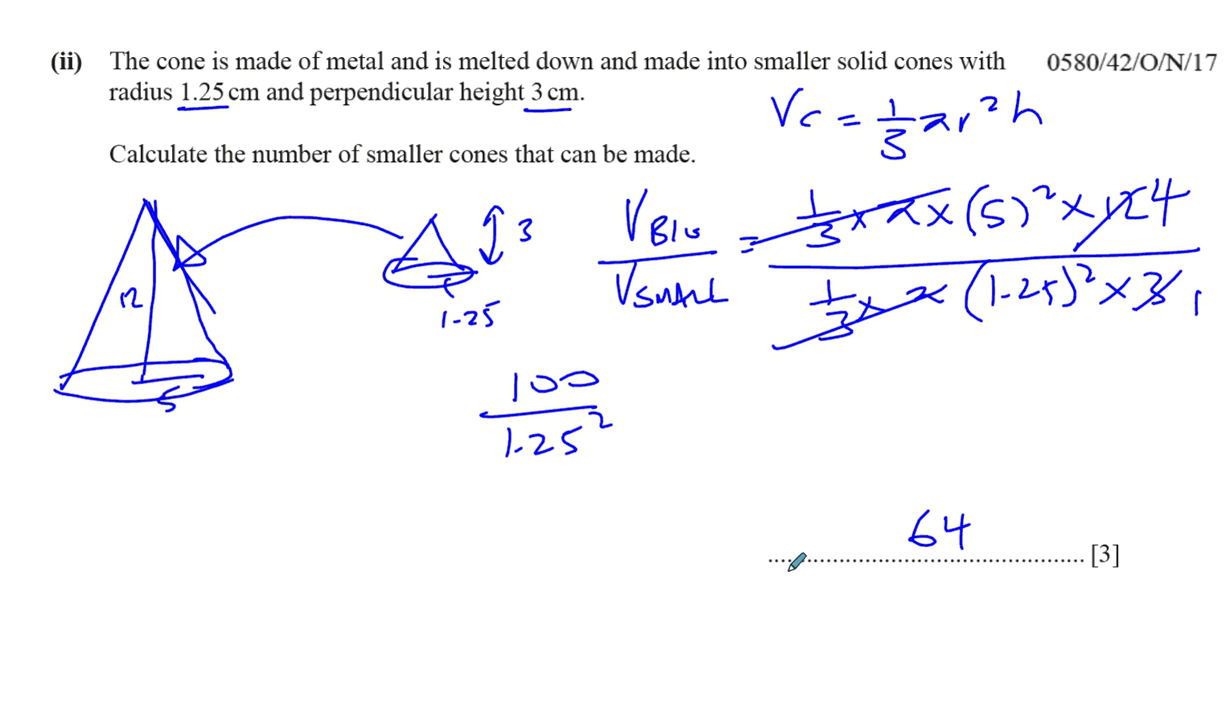 (ii) The cone is made of metal and is melted down and made into smaller solid cones with 0580/42/O/N/17
radius 1.25 cm and perpendicular height 3 cm.
Vc = 1/3 πr²h
Calculate the number of smaller cones that can be made.
V BIG / V SMALL = 1/3 × π × (5)² × 12 4 / 1/3 × π (1.25)² × 3 1
3
12
1.25
5
100 / 1.25²
64
[3]